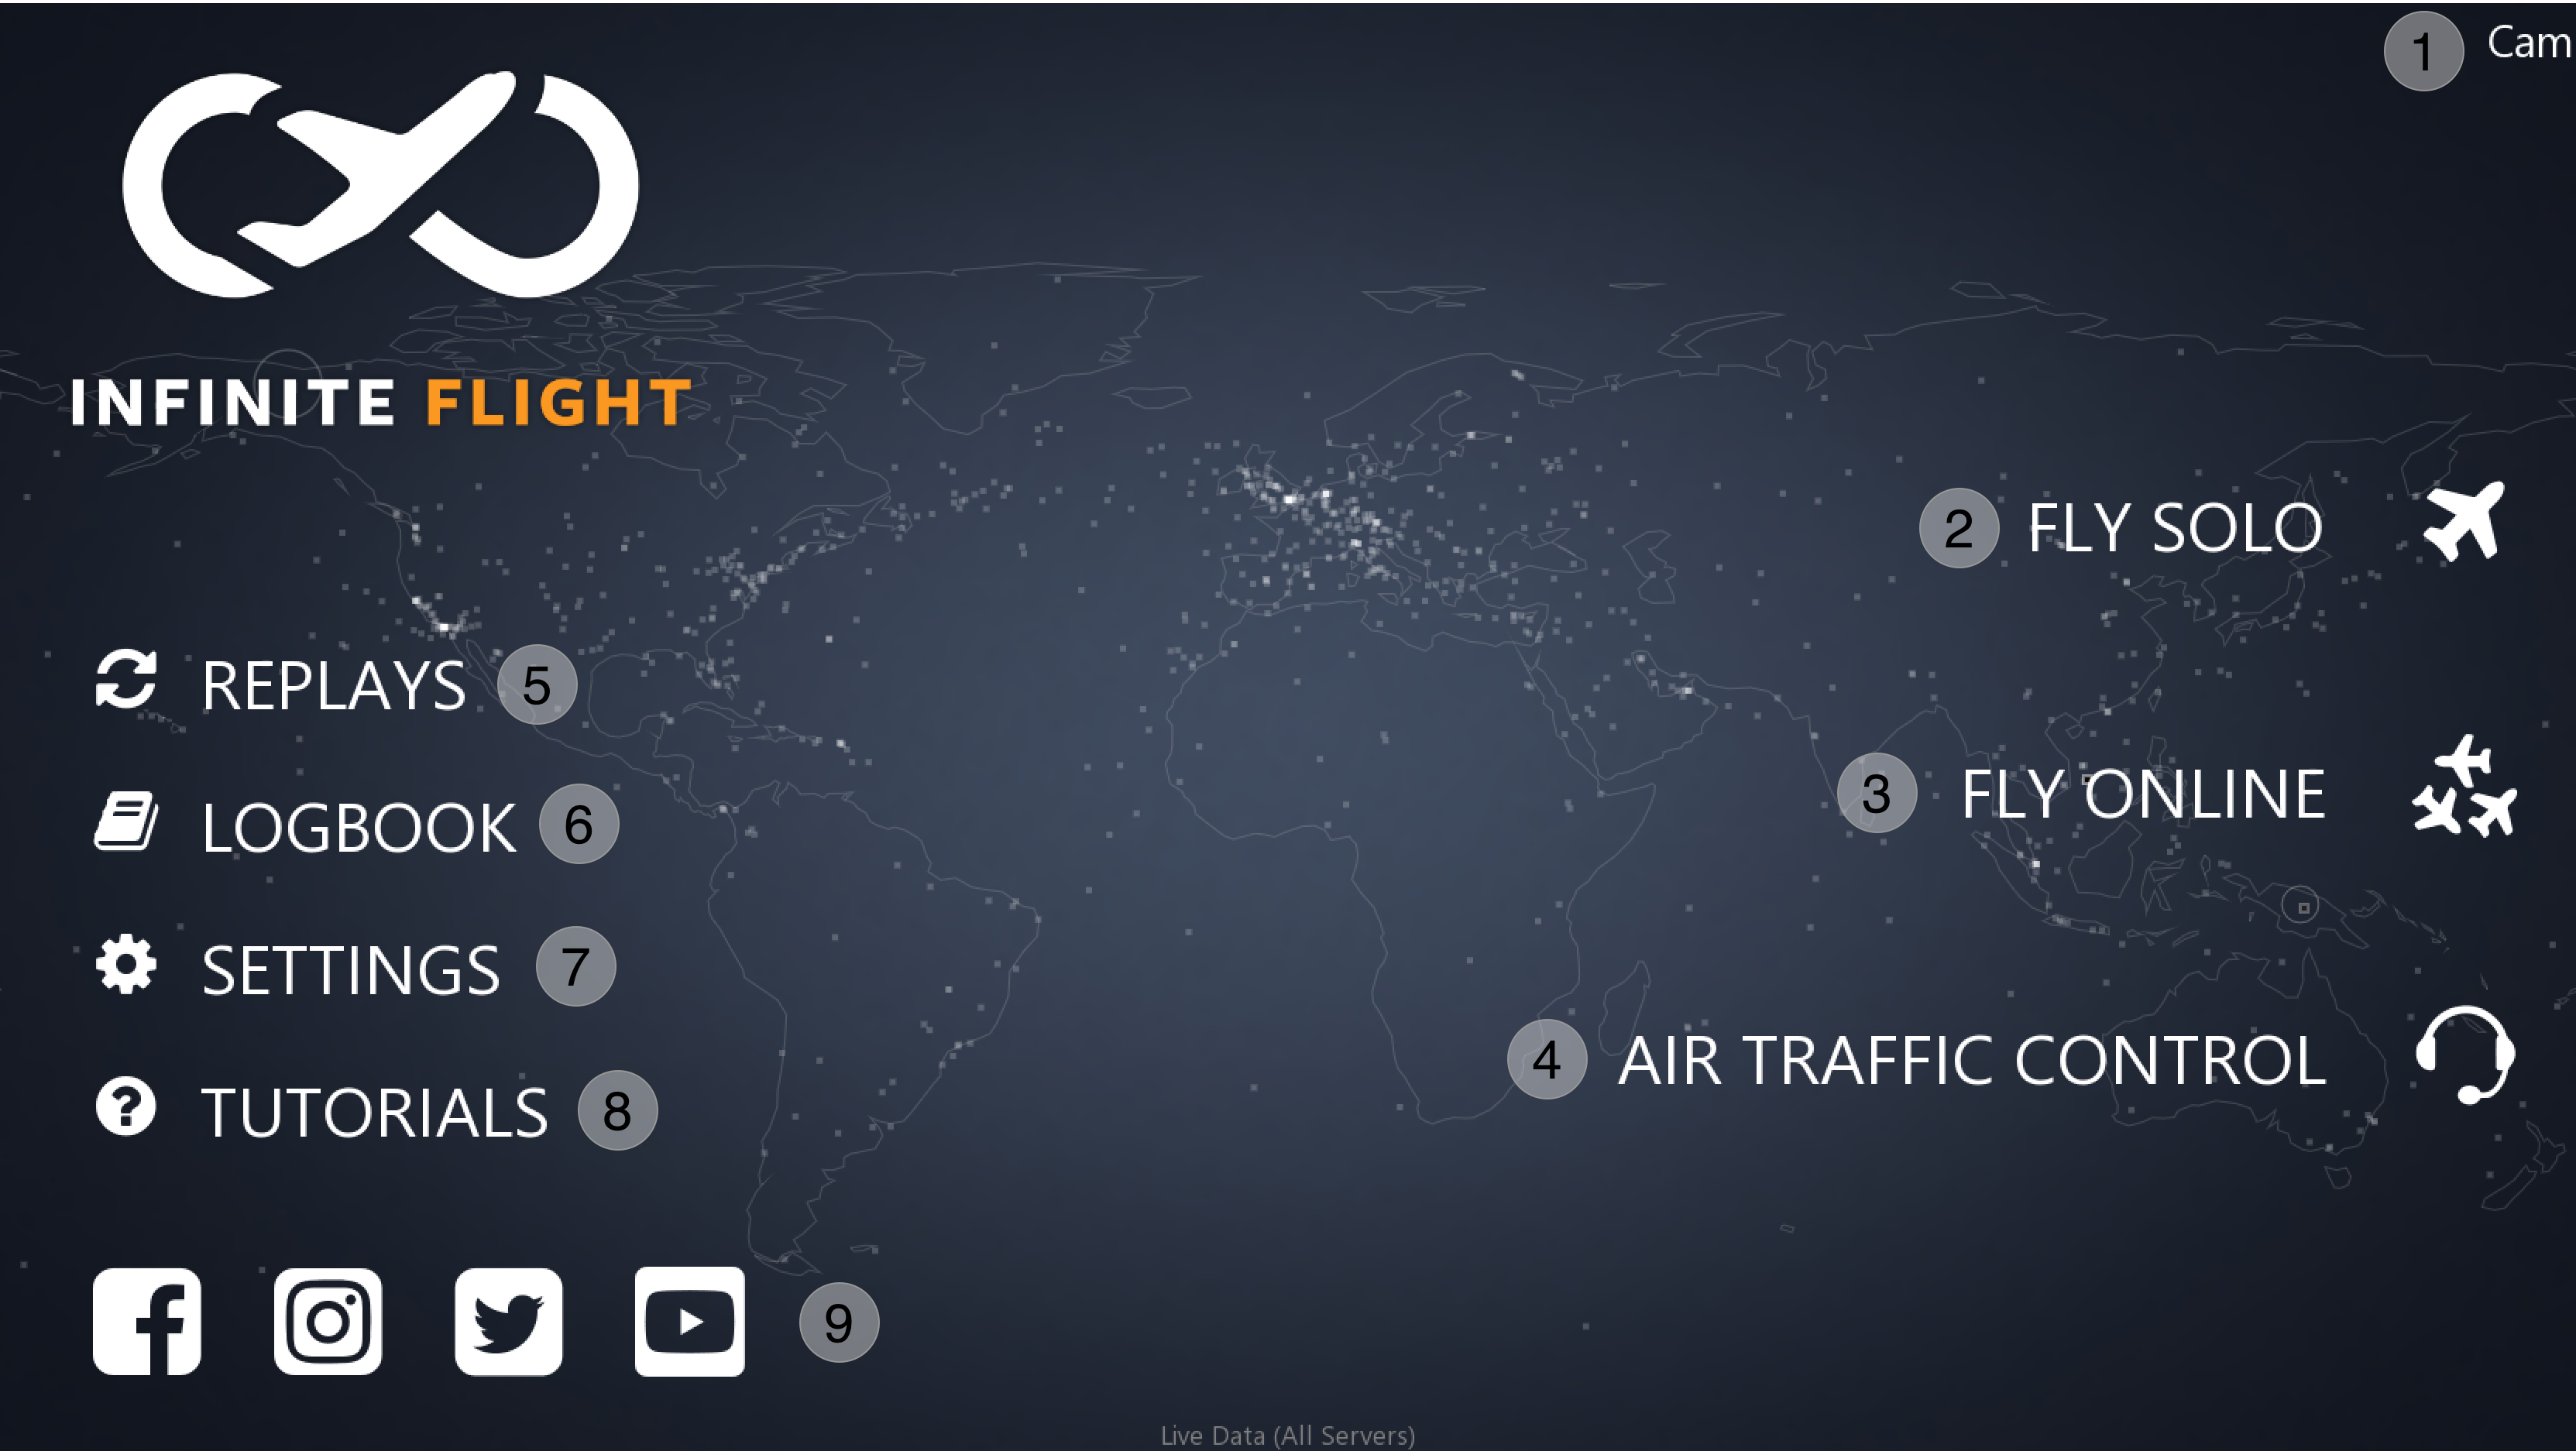 1 Cam
INFINITE FLIGHT
2 FLY SOLO
REPLAYS 5
3 FLY ONLINE
LOGBOOK 6
SETTINGS 7
4 AIR TRAFFIC CONTROL
TUTORIALS 8
9
Live Data (All Servers)